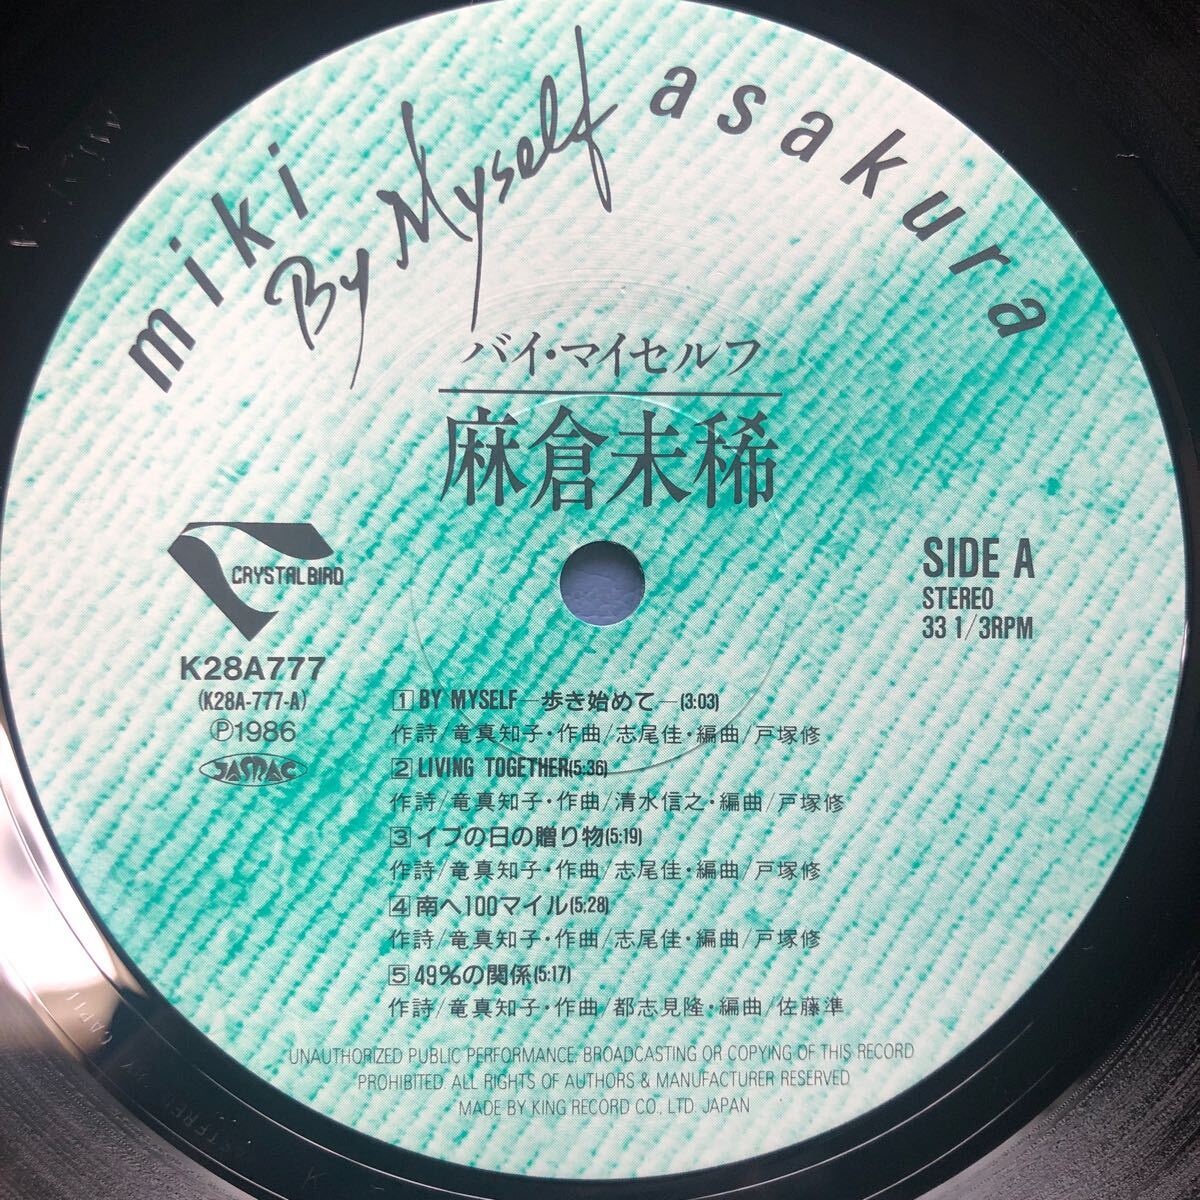 miki asakura
By Myself
バイ・マイセルフ
麻倉未稀
CRYSTAL BIRD
K28A777
(K28A-777-A)
Ⓟ1986
JASRAC
SIDE A
STEREO
33 1/3RPM
1 BY MYSELF—歩き始めて—(3:03)
作詩/竜真知子・作曲/志尾佳・編曲/戸塚修
2 LIVING TOGETHER(5:36)
作詩/竜真知子・作曲/清水信之・編曲/戸塚修
3 イブの日の贈り物(5:19)
作詩/竜真知子・作曲/志尾佳・編曲/戸塚修
4 南へ100マイル(5:28)
作詩/竜真知子・作曲/志尾佳・編曲/戸塚修
5 49%の関係(5:17)
作詩/竜真知子・作曲/都志見隆・編曲/佐藤準
UNAUTHORIZED PUBLIC PERFORMANCE BROADCASTING OR COPYING OF THIS RECORD
PROHIBITED. ALL RIGHTS OF AUTHORS & MANUFACTURER RESERVED
MADE BY KING RECORD CO., LTD. JAPAN